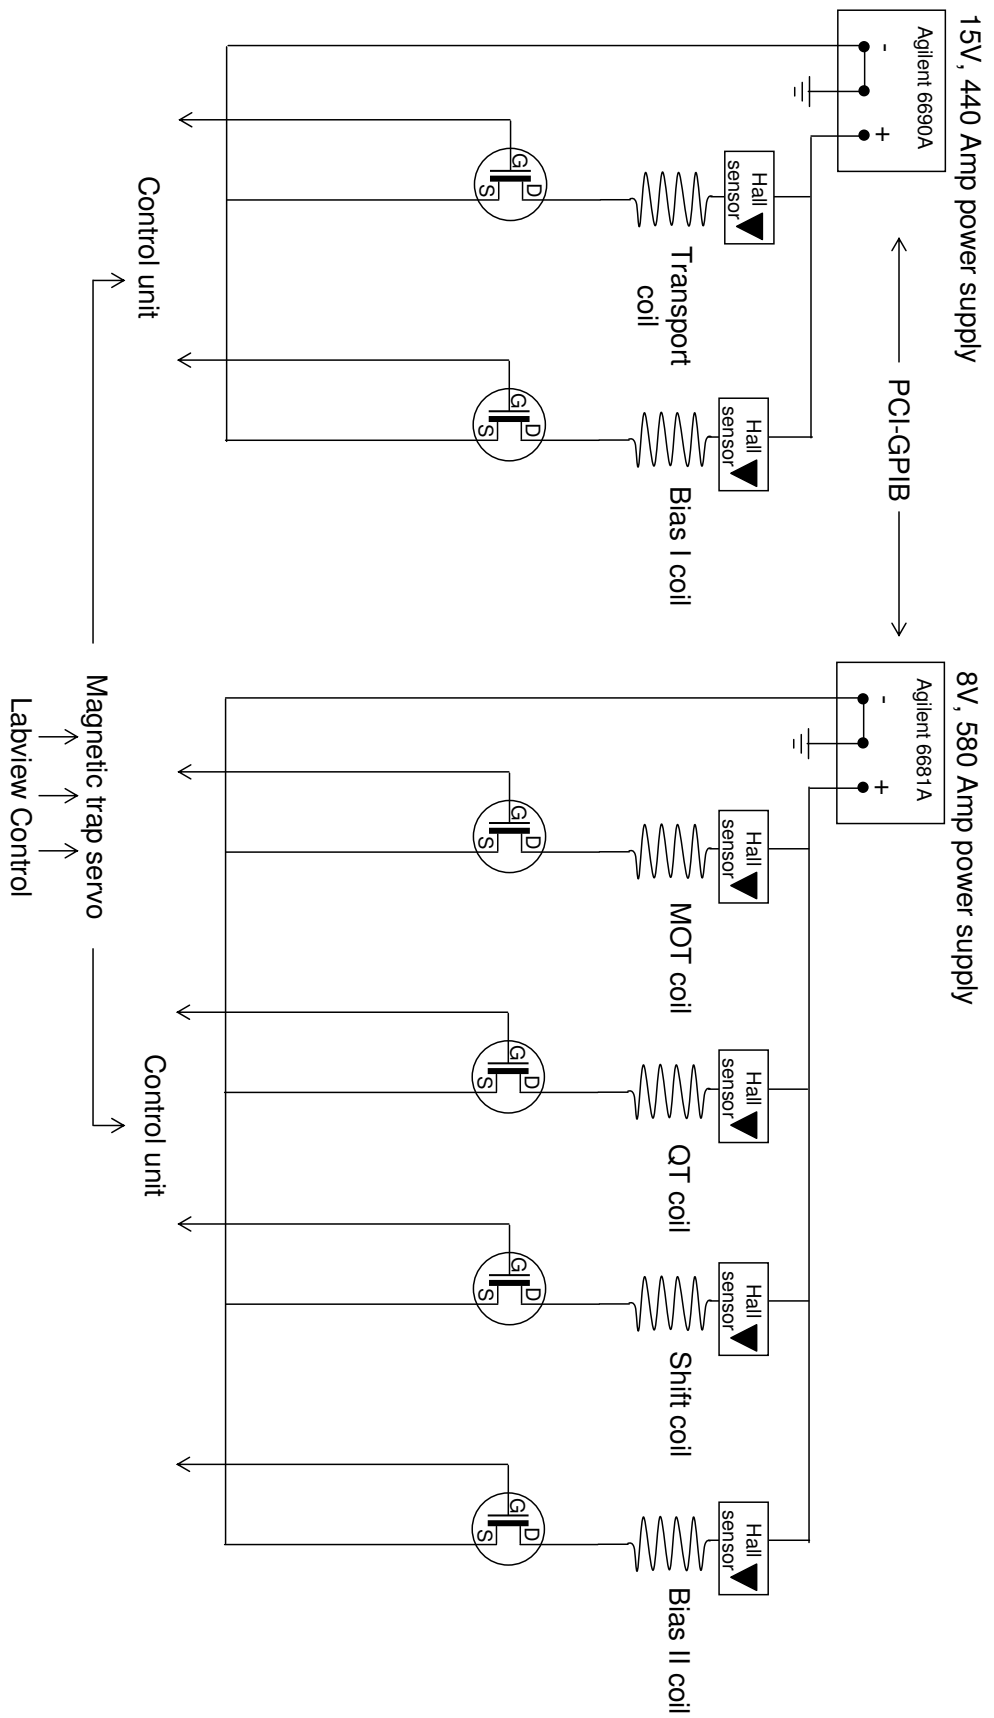 15V, 440 Amp power supply
Agilent 6690A
-
+
PCI-GPIB
8V, 580 Amp power supply
Agilent 6681A
-
+
Hall
sensor
Transport
coil
G
D
S
Hall
sensor
Bias I coil
G
D
S
Hall
sensor
MOT coil
G
D
S
Hall
sensor
QT coil
G
D
S
Hall
sensor
Shift coil
G
D
S
Hall
sensor
Bias II coil
G
D
S
Control unit
Control unit
Magnetic trap servo
Labview Control